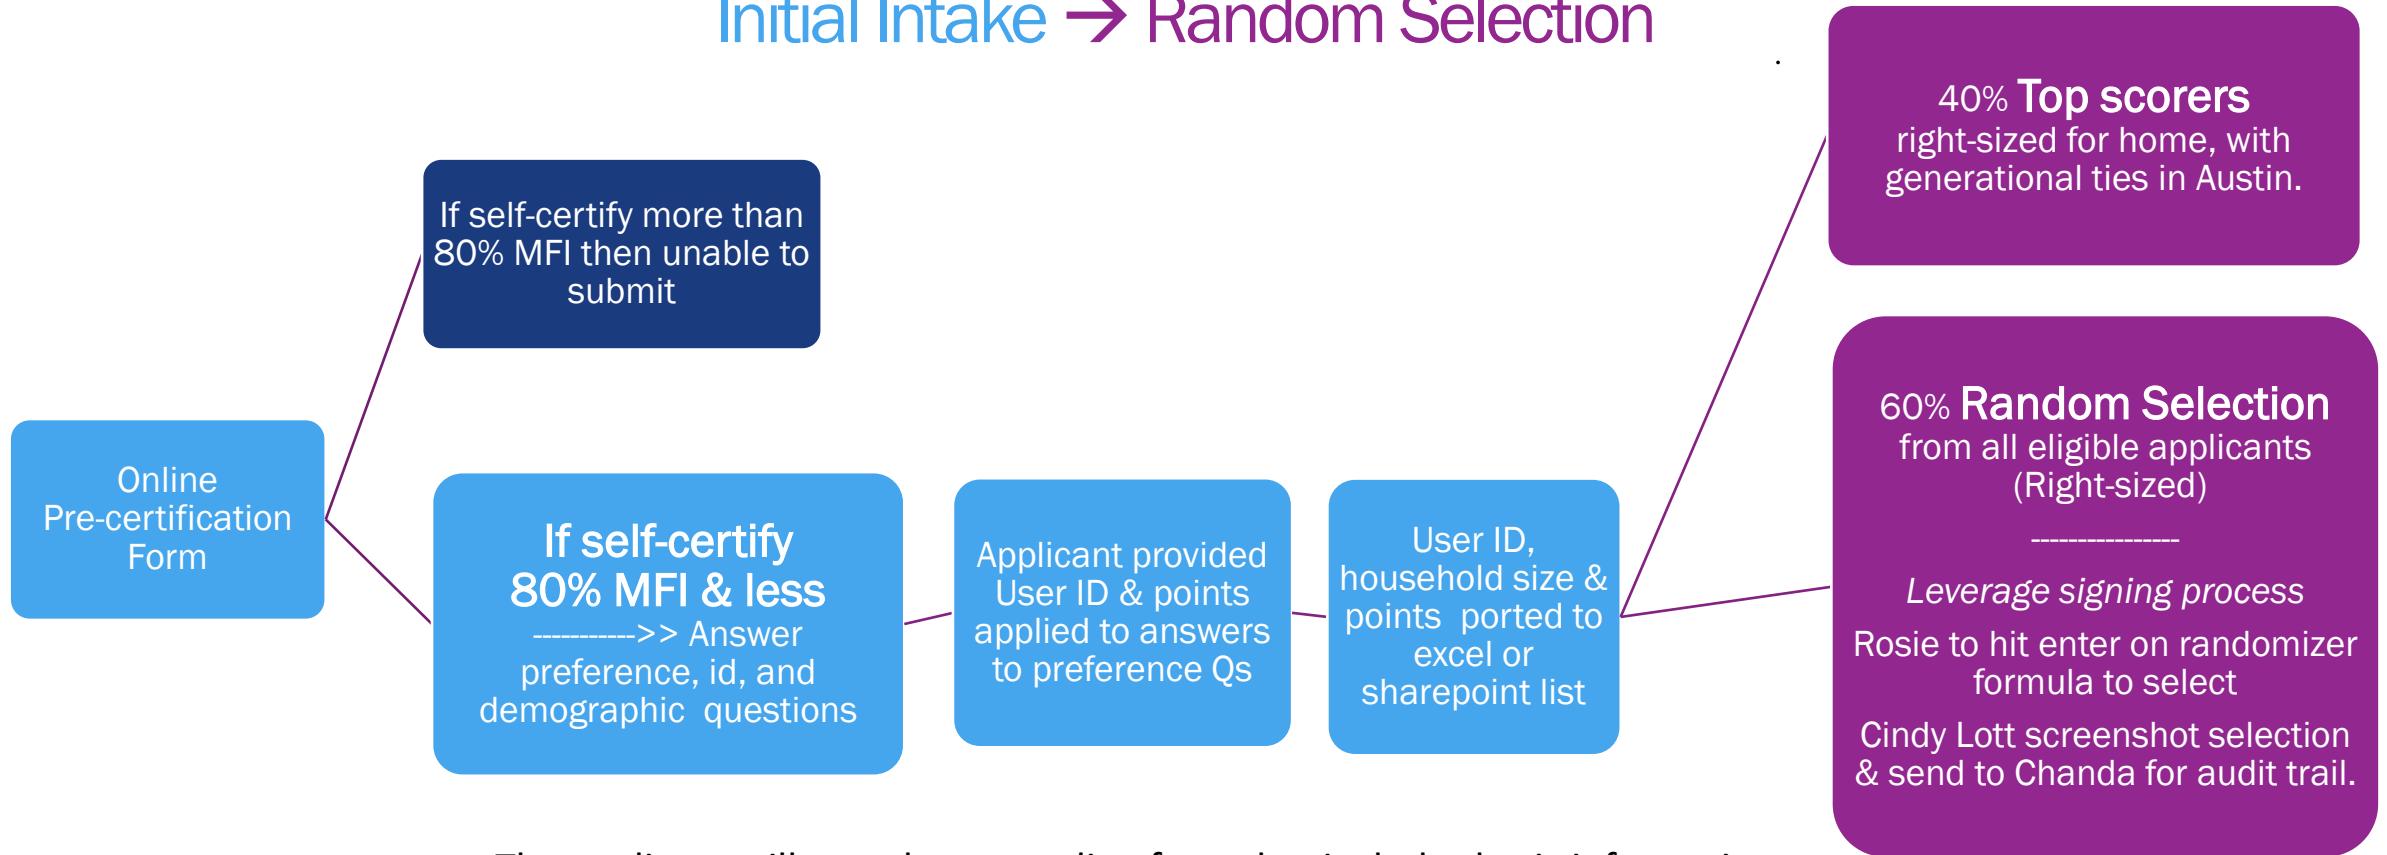 Initial Intake → Random Selection
.
40% Top scorers
right-sized for home, with
generational ties in Austin.
If self-certify more than
80% MFI then unable to
submit
Online
Pre-certification
Form
If self-certify
80% MFI & less
----------->> Answer
preference, id, and
demographic questions
Applicant provided
User ID & points
applied to answers
to preference Qs
User ID,
household size &
points ported to
excel or
sharepoint list
60% Random Selection
from all eligible applicants
(Right-sized)
----------------
Leverage signing process
Rosie to hit enter on randomizer
formula to select
Cindy Lott screenshot selection
& send to Chanda for audit trail.